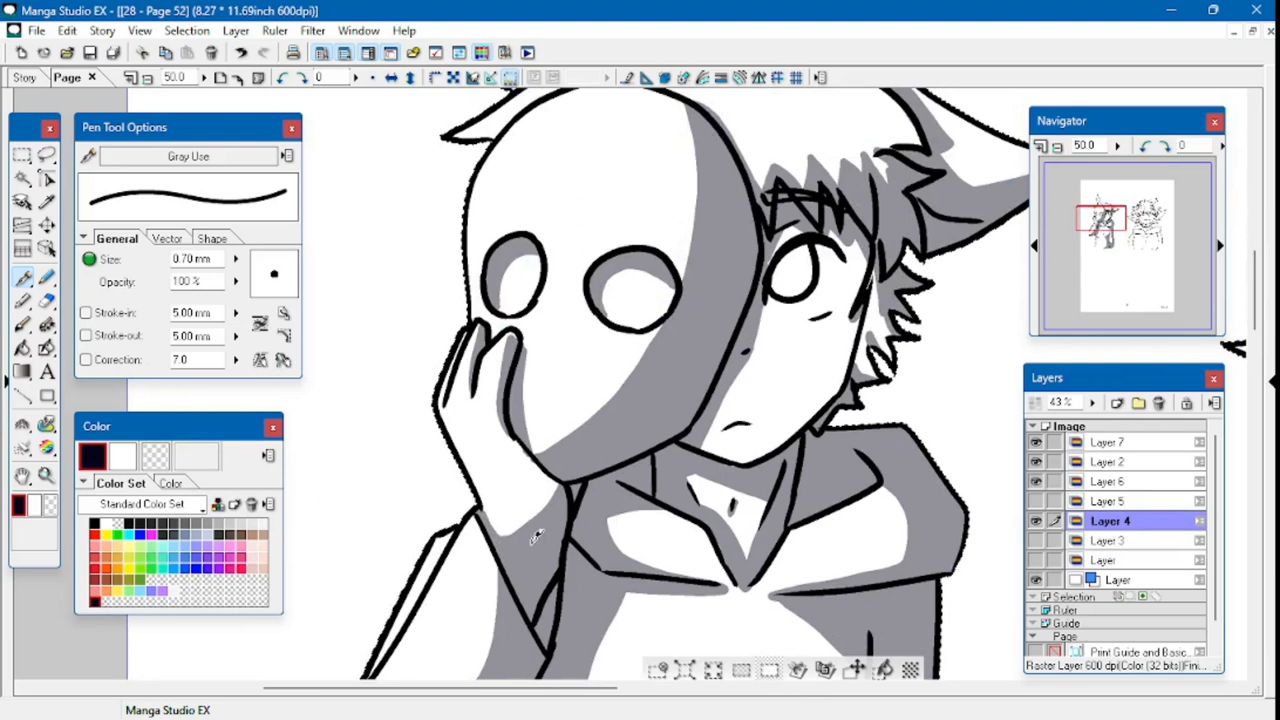 Manga Studio EX - [[28 - Page 52] (8.27 * 11.69inch 600dpi)]
File Edit Story View Selection Layer Ruler Filter Window Help
Story Page 50.0 0
Pen Tool Options
Gray Use
General Vector Shape
Size: 0.70 mm
Opacity: 100 %
Stroke-in: 5.00 mm
Stroke-out: 5.00 mm
Correction: 7.0
Color
Color Set Color
Standard Color Set
Navigator
50.0 0
Layers
43 %
Image
Layer 7
Layer 2
Layer 6
Layer 5
Layer 4
Layer 3
Layer
Layer
Selection
Ruler
Guide
Page
Print Guide and Basic
Raster Layer 600 dpi(Color (32 bits)|Fini
Manga Studio EX